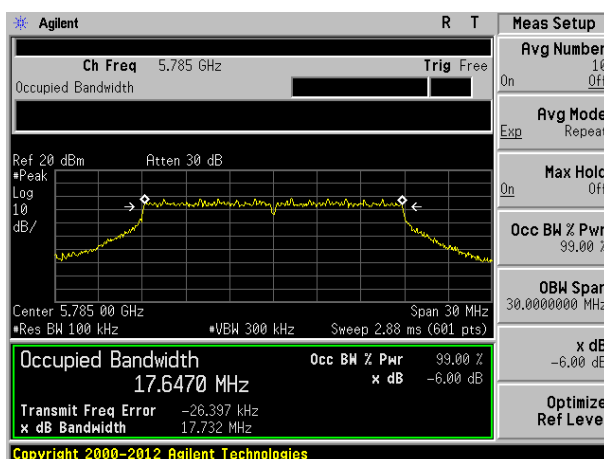 Agilent R T Meas Setup
Ch Freq 5.785 GHz Trig Free
Occupied Bandwidth
Avg Number
10
On Off
Avg Mode
Exp Repeat
Max Hold
On Off
Occ BW % Pwr
99.00 %
OBW Span
30.0000000 MHz
x dB
-6.00 dB
Optimize
Ref Level
Ref 20 dBm Atten 30 dB
#Peak
Log
10
dB/
Center 5.785 00 GHz Span 30 MHz
#Res BW 100 kHz #VBW 300 kHz Sweep 2.88 ms (601 pts)
Occupied Bandwidth Occ BW % Pwr 99.00 %
17.6470 MHz x dB -6.00 dB
Transmit Freq Error -26.397 kHz
x dB Bandwidth 17.732 MHz
Copyright 2000-2012 Agilent Technologies